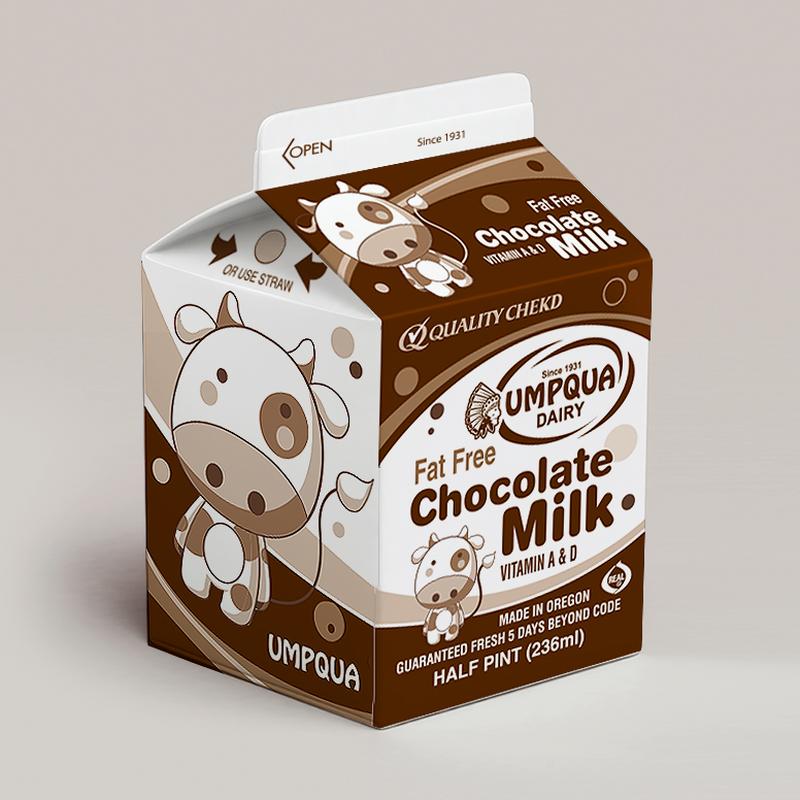 OPEN
Since 1931
Fat Free
Chocolate
VITAMIN A & D Milk
OR USE STRAW
QUALITY CHEKD
Since 1931
UMPQUA
DAIRY
Fat Free
Chocolate
Milk
VITAMIN A & D
REAL
MADE IN OREGON
GUARANTEED FRESH 5 DAYS BEYOND CODE
HALF PINT (236ml)
UMPQUA